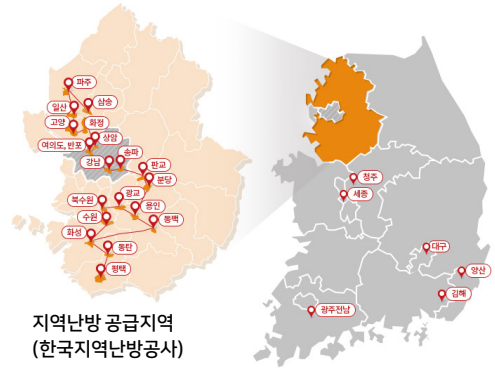 파주
일산
삼송
고양
화정
상암
여의도, 반포
강남
송파
판교
분당
북수원
광교
용인
수원
동백
화성
동탄
평택
청주
세종
대구
양산
김해
광주전남
지역난방 공급지역
(한국지역난방공사)